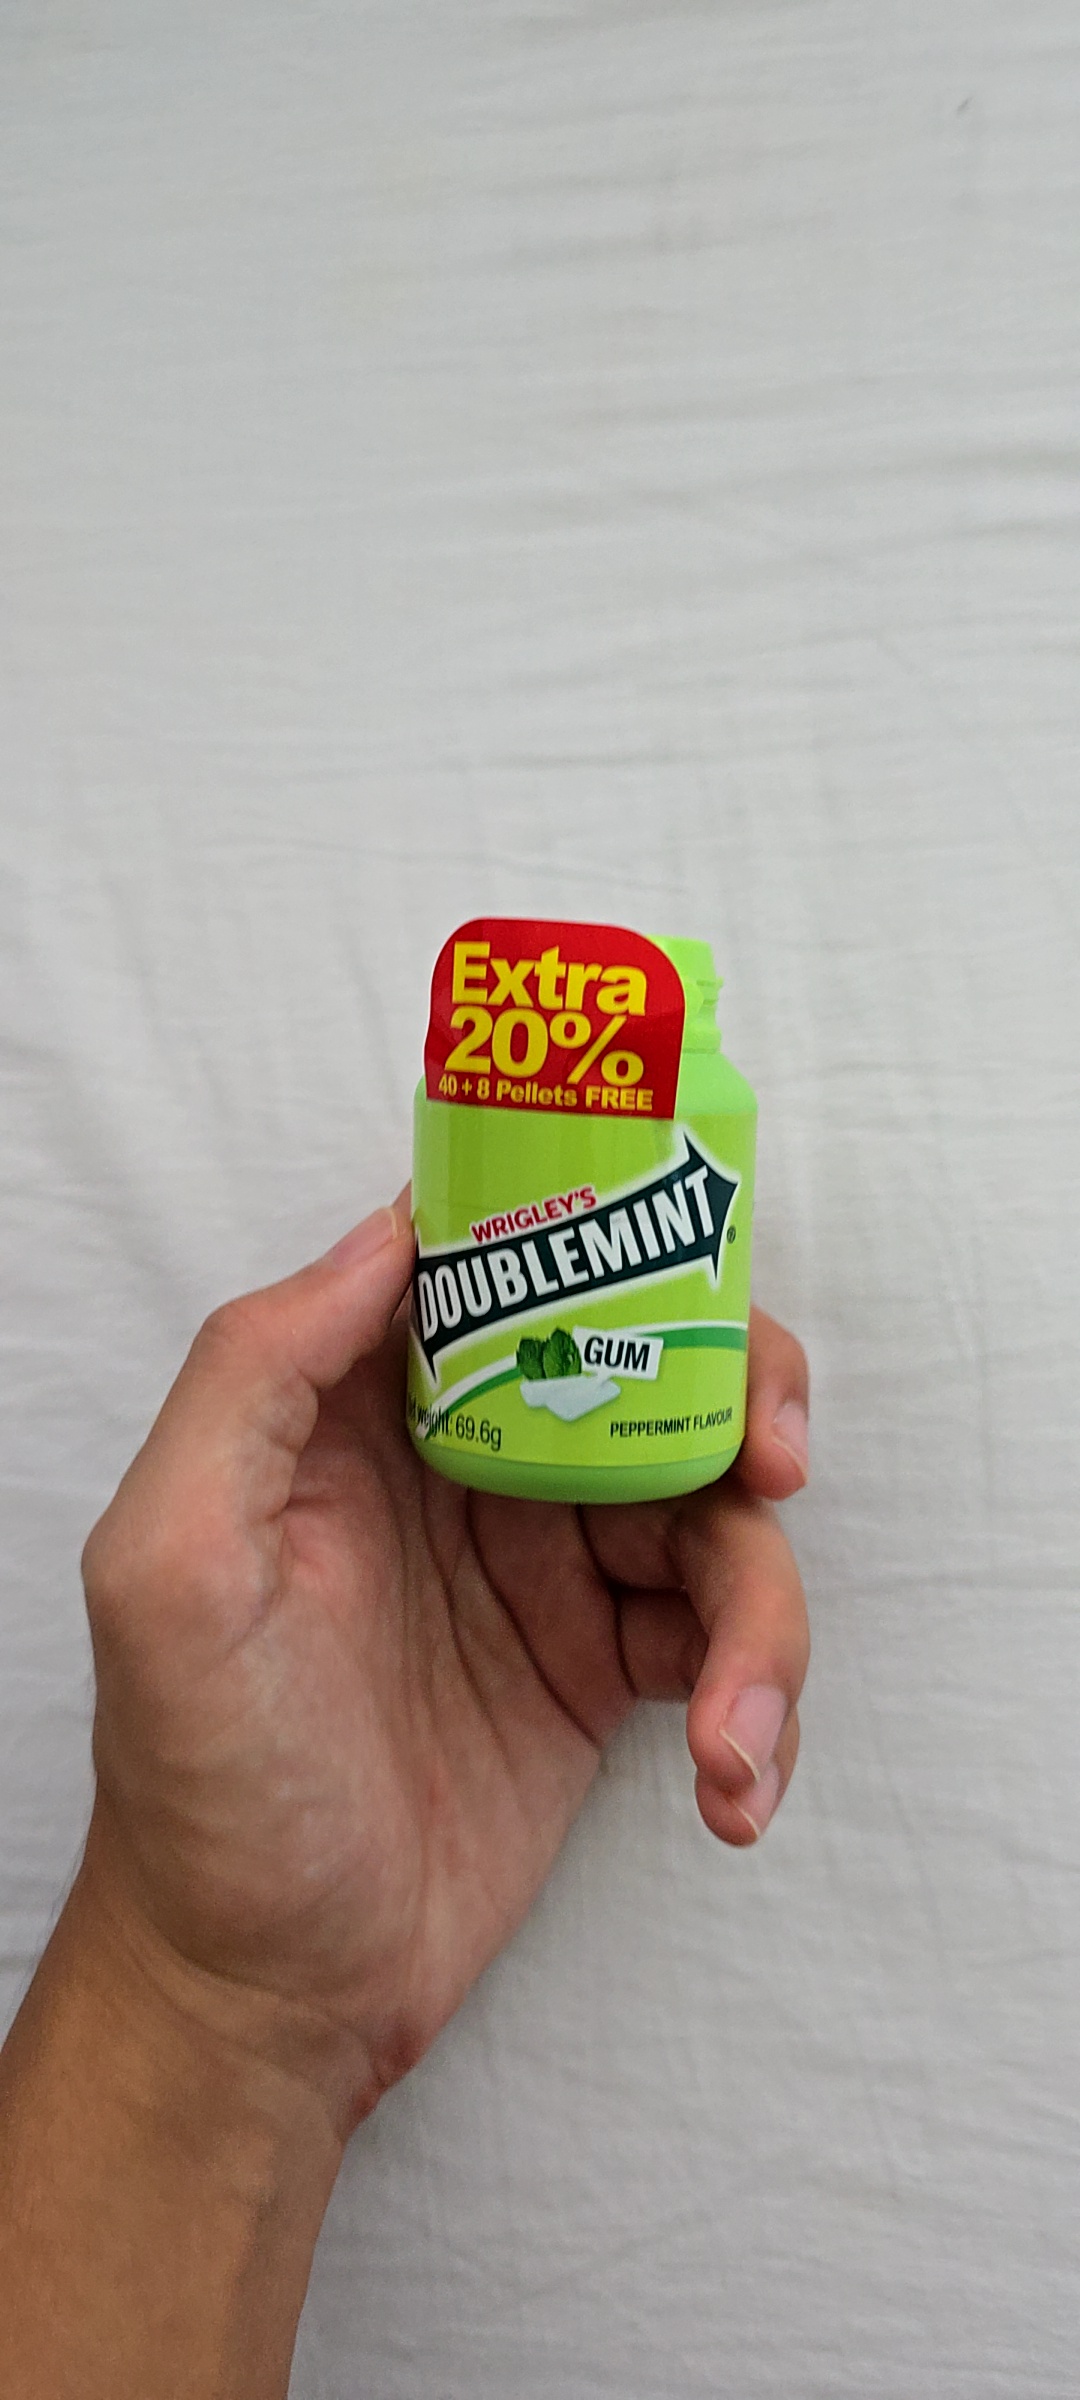 Extra
20%
40 + 8 Pellets FREE
WRIGLEY'S
DOUBLEMINT®
GUM
weight: 69.6g
PEPPERMINT FLAVOUR